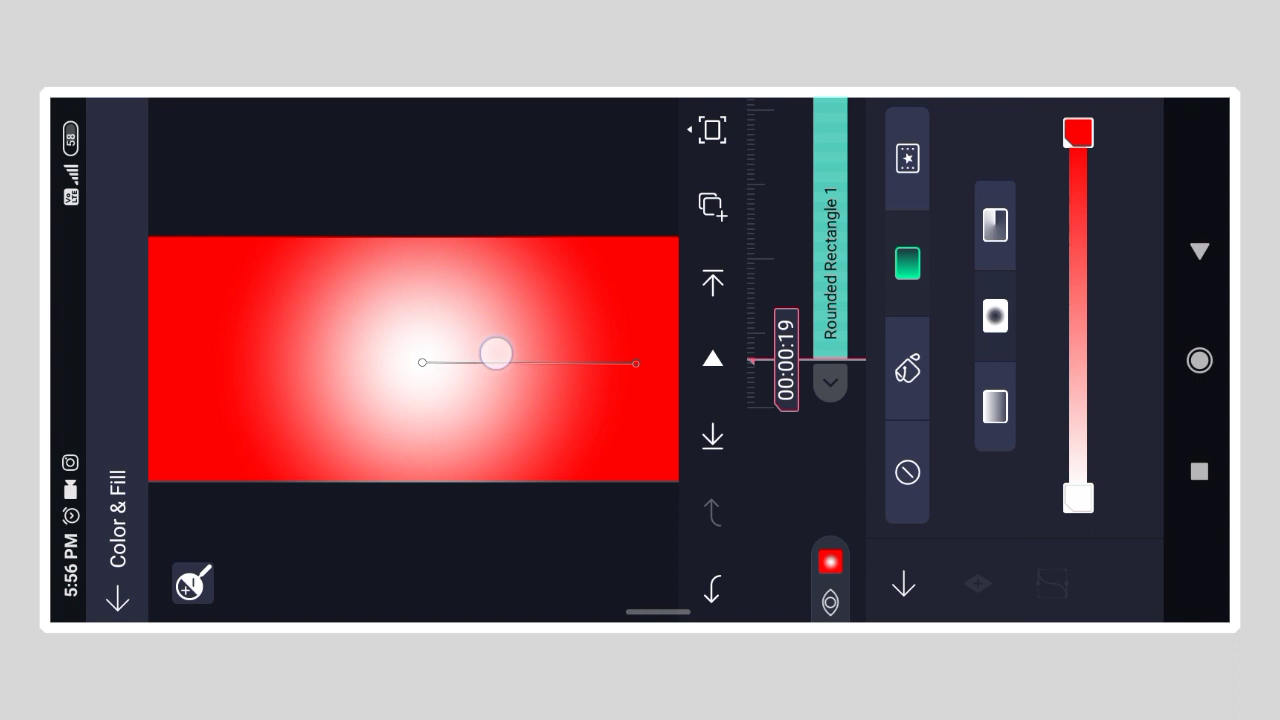 5:56 PM
58
Color & Fill
00:00:19
Rounded Rectangle 1